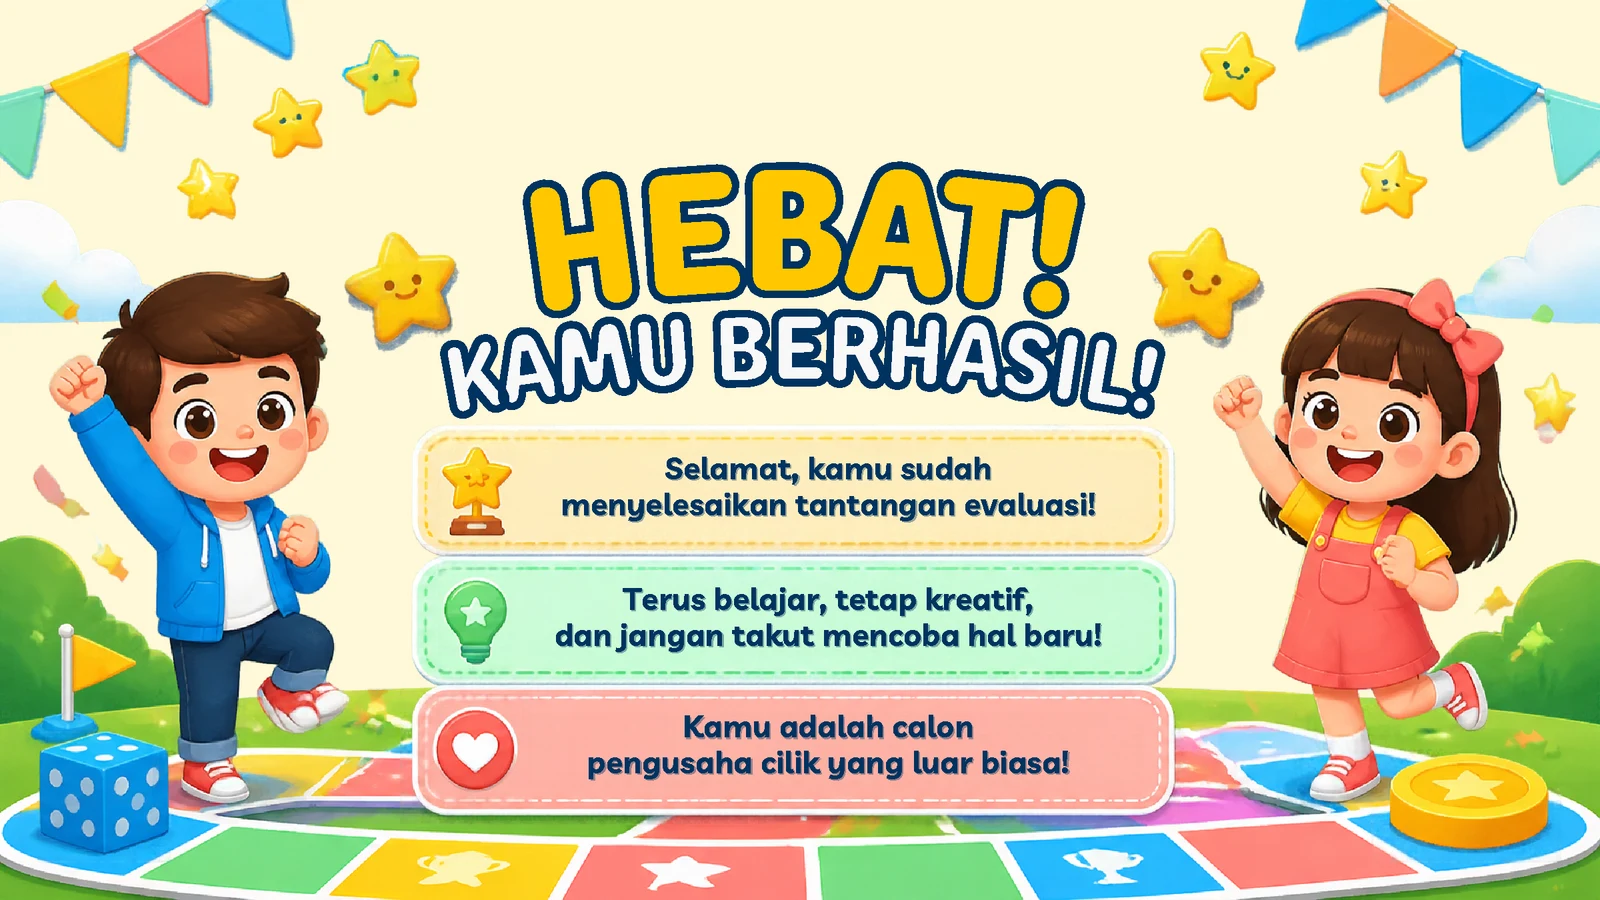 HEBAT!
KAMU BERHASIL!
Selamat, kamu sudah
menyelesaikan tantangan evaluasi!
Terus belajar, tetap kreatif,
dan jangan takut mencoba hal baru!
Kamu adalah calon
pengusaha cilik yang luar biasa!